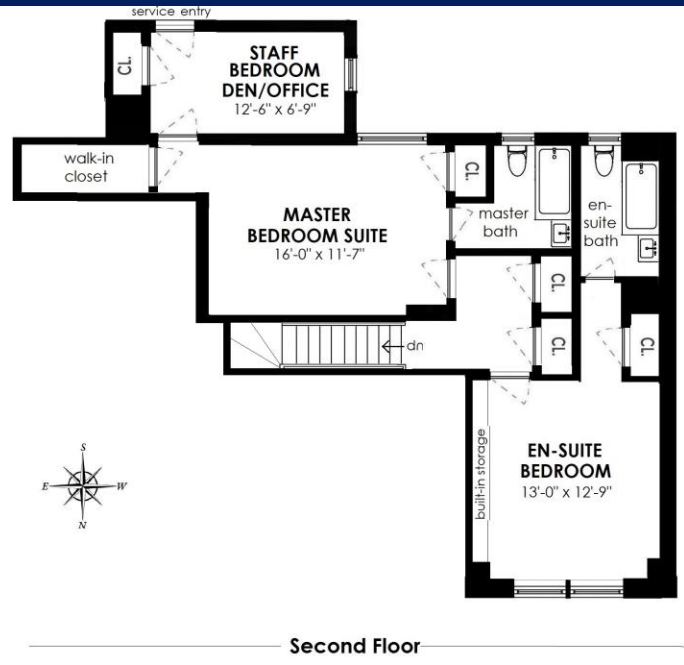 service entry
CL.
STAFF
BEDROOM
DEN/OFFICE
12'-6" x 6'-9"
walk-in
closet
CL.
MASTER
BEDROOM SUITE
16'-0" x 11'-7"
master
bath
en-
suite
bath
CL.
CL.
CL.
dn
built-in storage
EN-SUITE
BEDROOM
13'-0" x 12'-9"
S
E
W
N
Second Floor